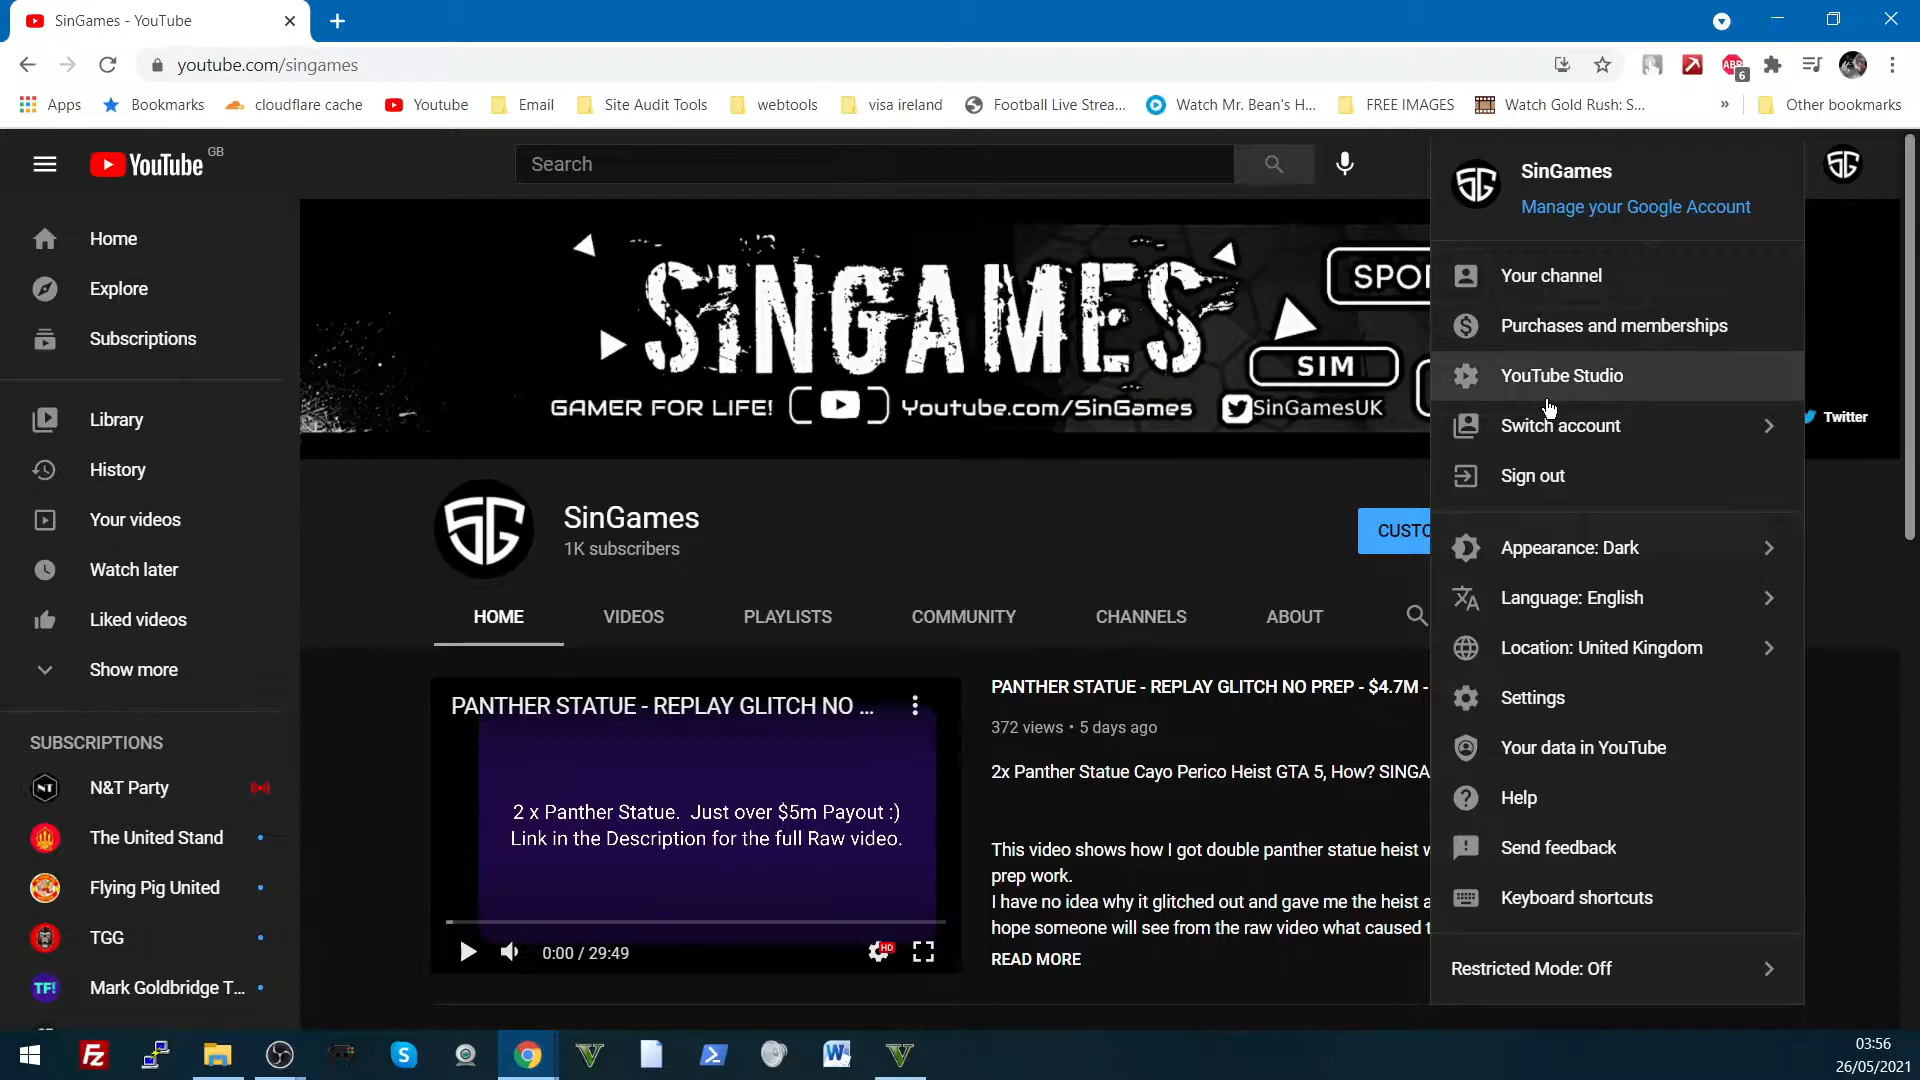 SinGames - YouTube
youtube.com/singames
ABP
6
Apps
Bookmarks
cloudflare cache
Youtube
Email
Site Audit Tools
webtools
visa ireland
Football Live Strea...
Watch Mr. Bean's H...
FREE IMAGES
Watch Gold Rush: S...
»
Other bookmarks
YouTube GB
Search
SG
Home
Explore
Subscriptions
Library
History
Your videos
Watch later
Liked videos
Show more
SUBSCRIPTIONS
N&T Party
The United Stand
Flying Pig United
TGG
Mark Goldbridge T...
SINGAMES
SPO
SIM
GAMER FOR LIFE!
Youtube.com/SinGames
SinGamesUK
Twitter
SG
SinGames
1K subscribers
CUSTO
HOME
VIDEOS
PLAYLISTS
COMMUNITY
CHANNELS
ABOUT
PANTHER STATUE - REPLAY GLITCH NO ...
2 x Panther Statue. Just over $5m Payout :)
Link in the Description for the full Raw video.
0:00 / 29:49
HD
PANTHER STATUE - REPLAY GLITCH NO PREP - $4.7M -
372 views • 5 days ago
2x Panther Statue Cayo Perico Heist GTA 5, How? SINGA
This video shows how I got double panther statue heist w
prep work.
I have no idea why it glitched out and gave me the heist a
hope someone will see from the raw video what caused t
READ MORE
SG
SinGames
Manage your Google Account
Your channel
Purchases and memberships
YouTube Studio
Switch account
Sign out
Appearance: Dark
Language: English
Location: United Kingdom
Settings
Your data in YouTube
Help
Send feedback
Keyboard shortcuts
Restricted Mode: Off
03:56
26/05/2021